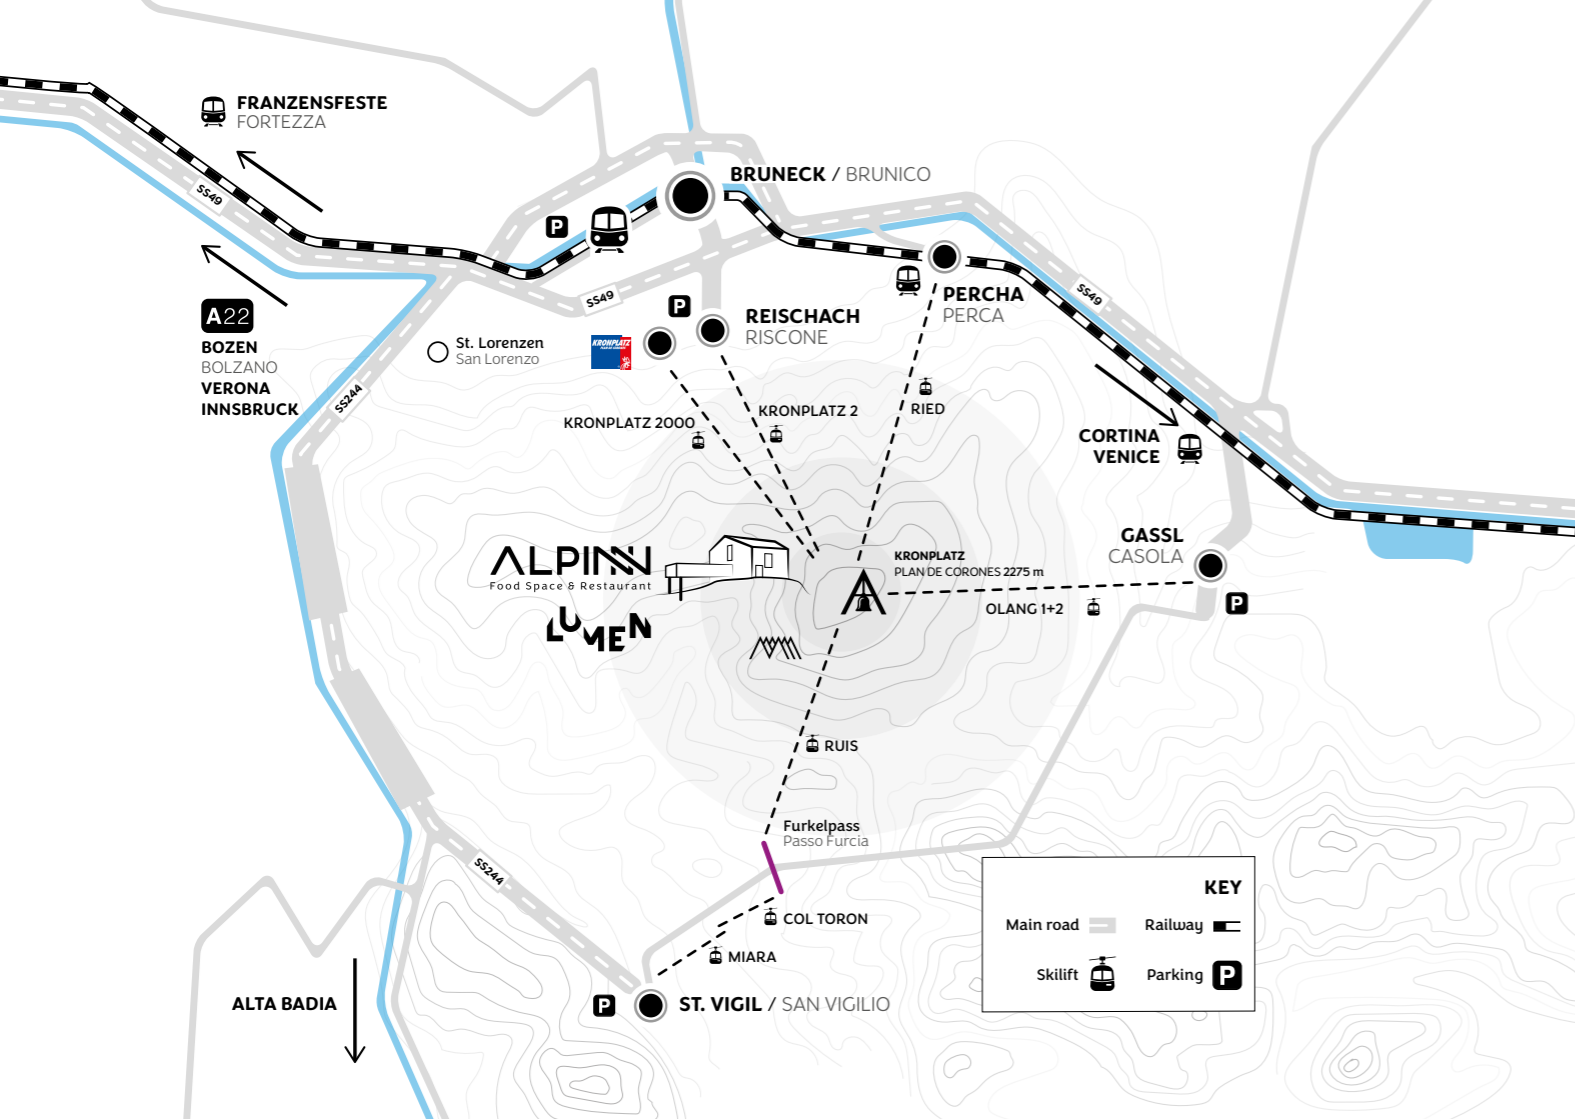 FRANZENSFESTE
FORTEZZA
BRUNECK / BRUNICO
SS49
P
SS49
SS49
PERCHA
PERCA
A22
BOZEN
BOLZANO
VERONA
INNSBRUCK
P
REISCHACH
RISCONE
St. Lorenzen
San Lorenzo
KRONPLATZ
SS244
KRONPLATZ 2000
KRONPLATZ 2
RIED
CORTINA
VENICE
GASSL
CASOLA
ALPINN
Food Space & Restaurant
KRONPLATZ
PLAN DE CORONES 2275 m
OLANG 1+2
P
LUMEN
RUIS
Furkelpass
Passo Furcia
SS244
COL TORON
MIARA
ALTA BADIA
P
ST. VIGIL / SAN VIGILIO
KEY
Main road
Railway
Skilift
Parking
P